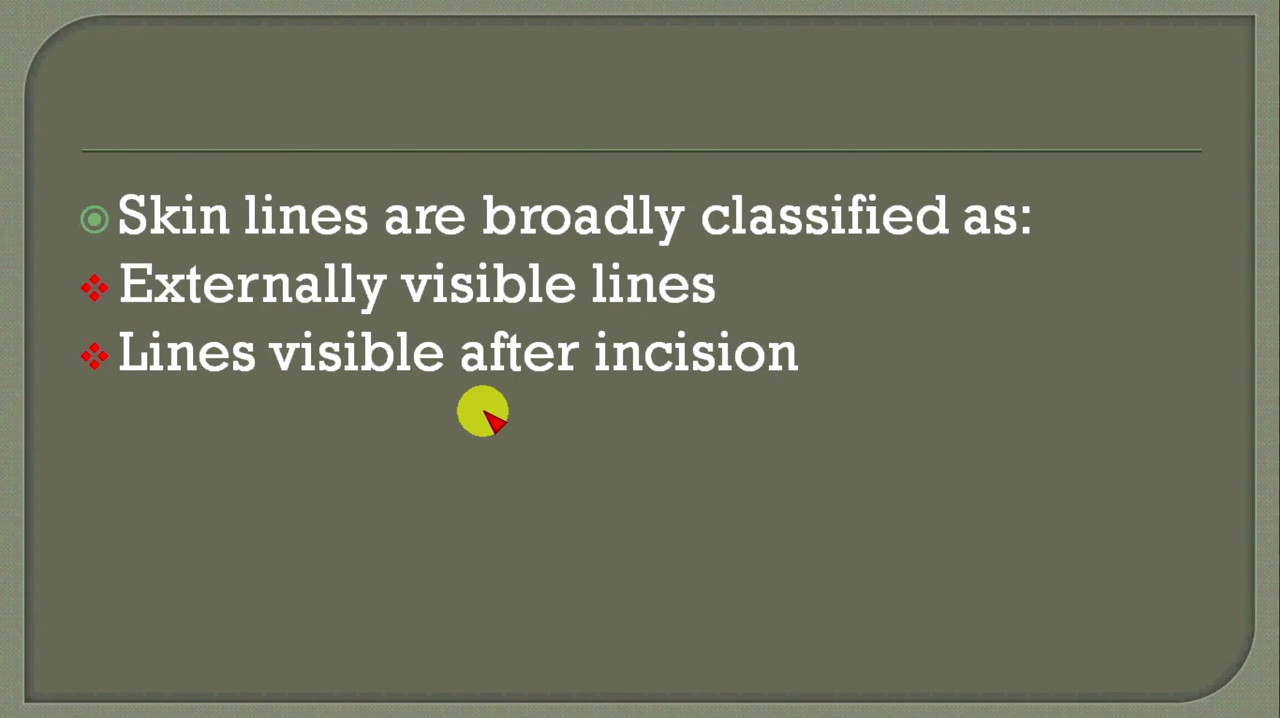 Skin lines are broadly classified as:
Externally visible lines
Lines visible after incision